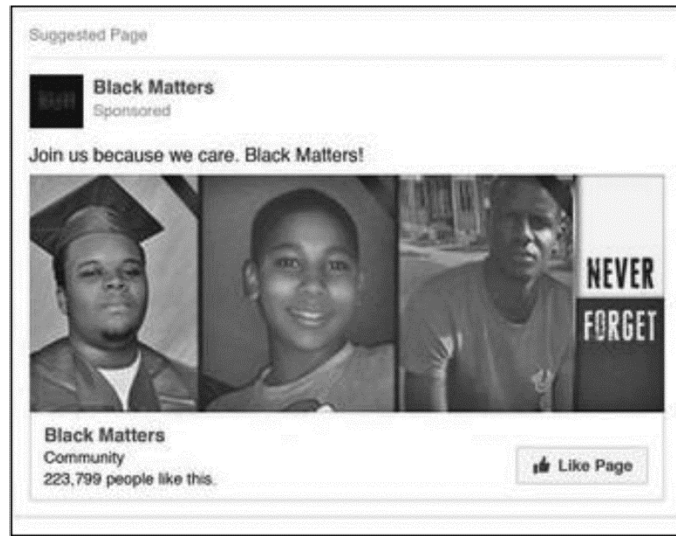 Suggested Page
Black Matters
Sponsored
Join us because we care. Black Matters!
NEVER
FORGET
Black Matters
Community
223,799 people like this.
Like Page